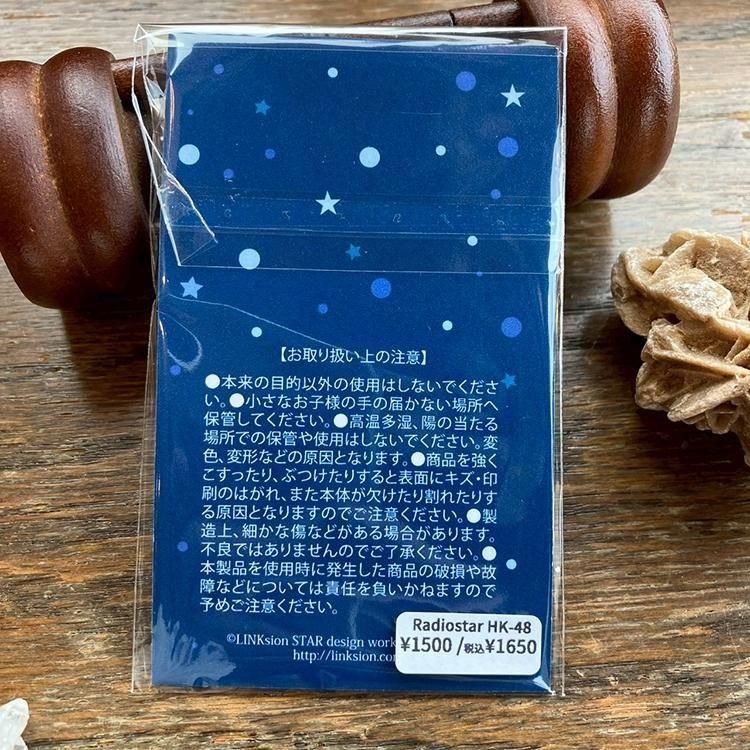 【お取り扱い上の注意】
●本来の目的以外の使用はしないでくださ
い。●小さなお子様の手の届かない場所へ
保管してください。●高温多湿、陽の当たる
場所での保管や使用はしないでください。変
色、変形などの原因となります。●商品を強く
こすったり、ぶつけたりすると表面にキズ・印
刷のはがれ、また本体が欠けたり割れたりす
る原因となりますのでご注意ください。●製
造上、細かな傷などがある場合があります。
不良ではありませんのでご了承ください。●
本製品を使用時に発生した商品の破損や故
障などについては責任を負いかねますので
予めご注意ください。
©LINKsion STAR design work
http://linksion.co
Radiostar HK-48
¥1500/税込¥1650